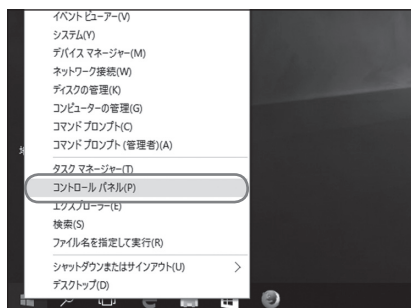 イベント ビューアー(V)
システム(Y)
デバイス マネージャー(M)
ネットワーク接続(W)
ディスクの管理(K)
コンピューターの管理(G)
コマンド プロンプト(C)
コマンド プロンプト (管理者)(A)
タスク マネージャー(T)
コントロール パネル(P)
エクスプローラー(E)
検索(S)
ファイル名を指定して実行(R)
シャットダウンまたはサインアウト(U)
デスクトップ(D)